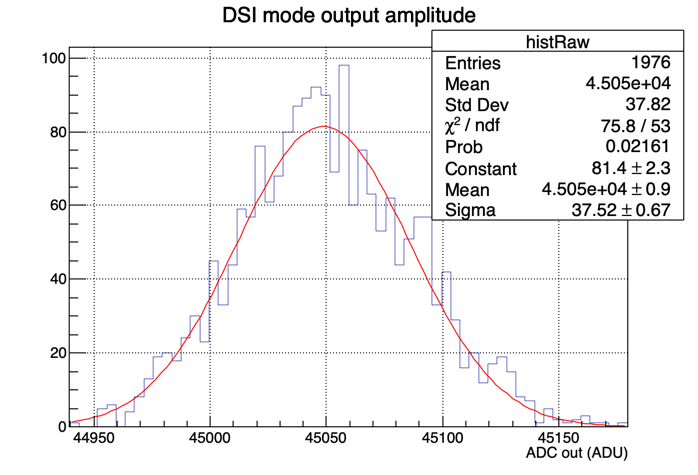 DSI mode output amplitude
histRaw
Entries 1976
Mean 4.505e+04
Std Dev 37.82
χ² / ndf 75.8 / 53
Prob 0.02161
Constant 81.4 ± 2.3
Mean 4.505e+04 ± 0.9
Sigma 37.52 ± 0.67
100
80
60
40
20
0
44950 45000 45050 45100 45150
ADC out (ADU)